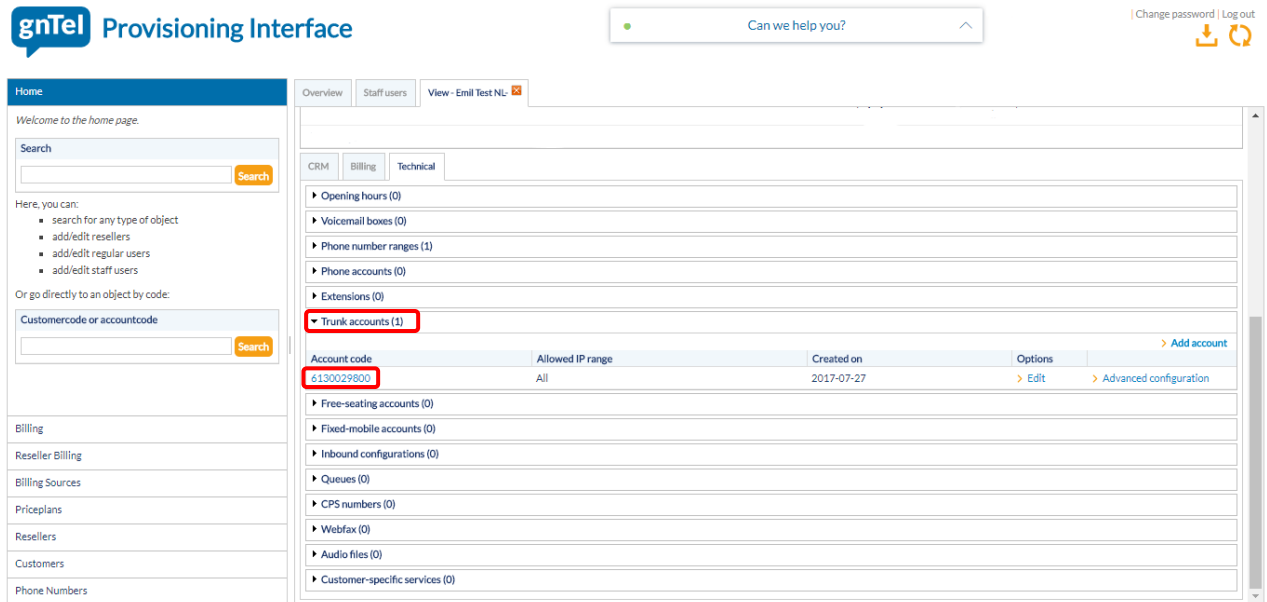 gnTel Provisioning Interface
Can we help you?
| Change password | Log out
Home
Welcome to the home page.
Search
Search
Here, you can:
search for any type of object
add/edit resellers
add/edit regular users
add/edit staff users
Or go directly to an object by code:
Customercode or accountcode
Search
Billing
Reseller Billing
Billing Sources
Priceplans
Resellers
Customers
Phone Numbers
Overview Staff users View - Emil Test NL-
CRM Billing Technical
Opening hours (0)
Voicemail boxes (0)
Phone number ranges (1)
Phone accounts (0)
Extensions (0)
Trunk accounts (1)
Add account
Account code Allowed IP range Created on Options
6130029800 All 2017-07-27 Edit Advanced configuration
Free-seating accounts (0)
Fixed-mobile accounts (0)
Inbound configurations (0)
Queues (0)
CPS numbers (0)
Webfax (0)
Audio files (0)
Customer-specific services (0)